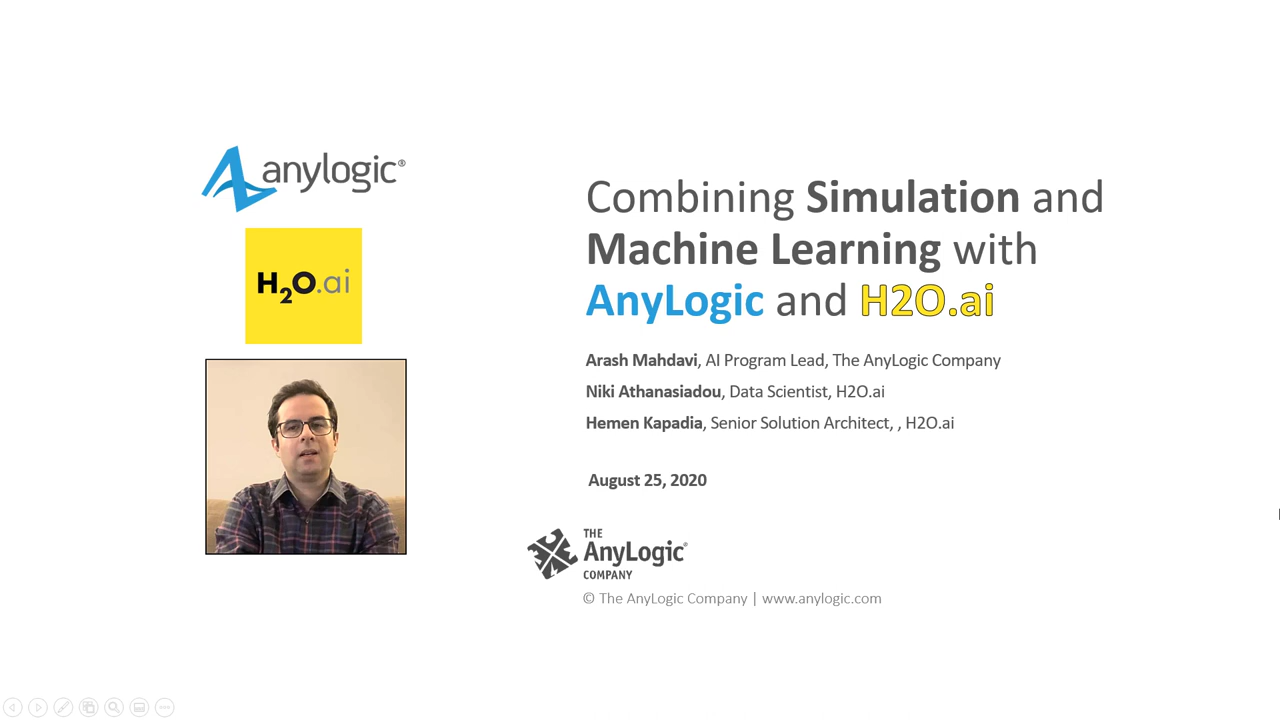 anylogic®
H2O.ai
Combining Simulation and
Machine Learning with
AnyLogic and H2O.ai
Arash Mahdavi, AI Program Lead, The AnyLogic Company
Niki Athanasiadou, Data Scientist, H2O.ai
Hemen Kapadia, Senior Solution Architect, , H2O.ai
August 25, 2020
THE
AnyLogic®
COMPANY
© The AnyLogic Company | www.anylogic.com